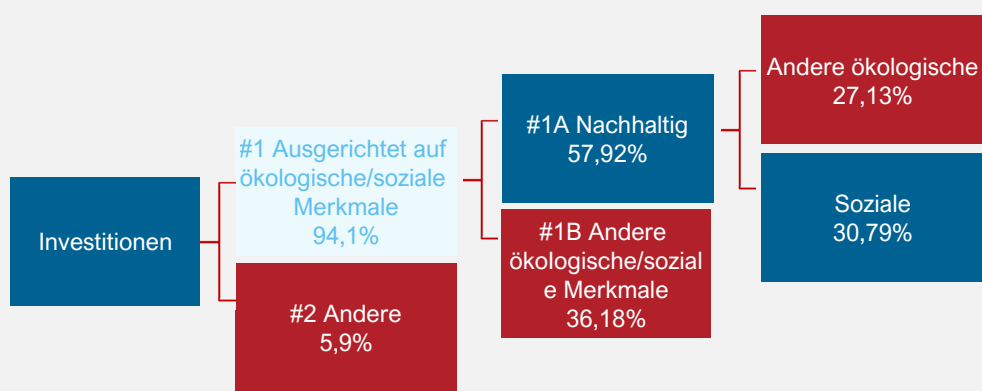 Investitionen
#1 Ausgerichtet auf
ökologische/soziale
Merkmale
94,1%
#2 Andere
5,9%
#1A Nachhaltig
57,92%
#1B Andere
ökologische/sozial
e Merkmale
36,18%
Andere ökologische
27,13%
Soziale
30,79%